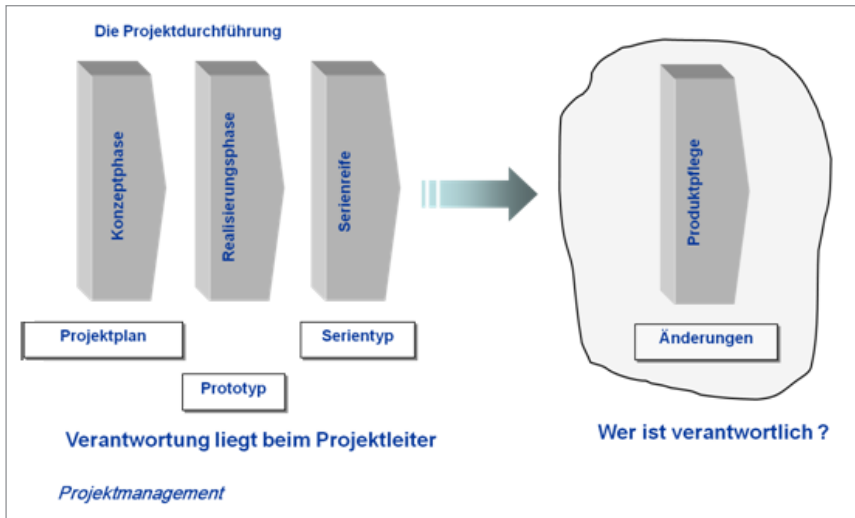 Die Projektdurchführung
Konzeptphase
Realisierungsphase
Serienreife
Produktpflege
Projektplan
Prototyp
Serientyp
Änderungen
Verantwortung liegt beim Projektleiter
Wer ist verantwortlich ?
Projektmanagement